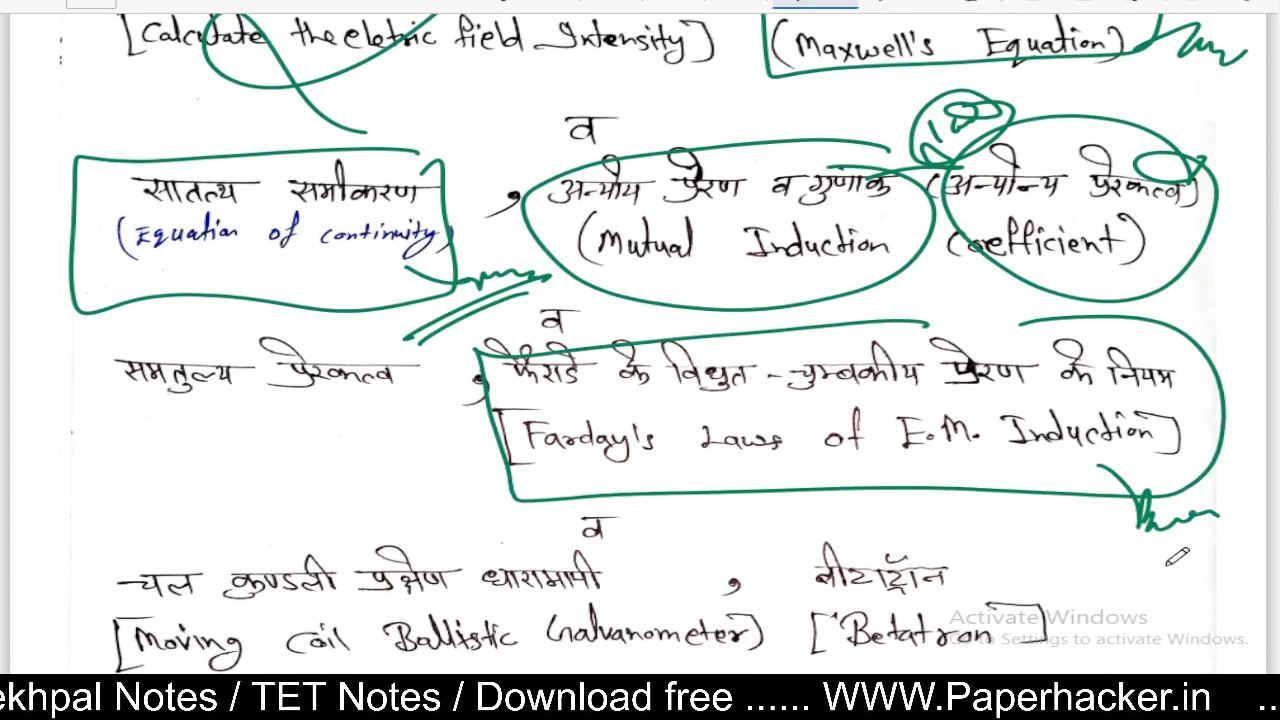 [Calculate the eletric field Intensity] (Maxwell's Equation)
व
सातत्य समीकरण , अन्योय प्रेरण व गुणांक (अन्योन्य प्रेरकत्व)
(Equation of continuity) (Mutual Induction Coefficient)
व
समतुल्य प्रेरकत्व , फैराडे के विधुत - चुम्बकीय प्रेरण के नियम
[Farday's Laws of E.M. Induction]
व
चल कुण्डली प्रक्षेण धारामापी , बीटाट्रॉन
[Moving Coil Ballistic Galvanometer) [Betatron]
Activate Windows
Go to Settings to activate Windows.
ekhpal Notes / TET Notes / Download free ...... WWW.Paperhacker.in ..